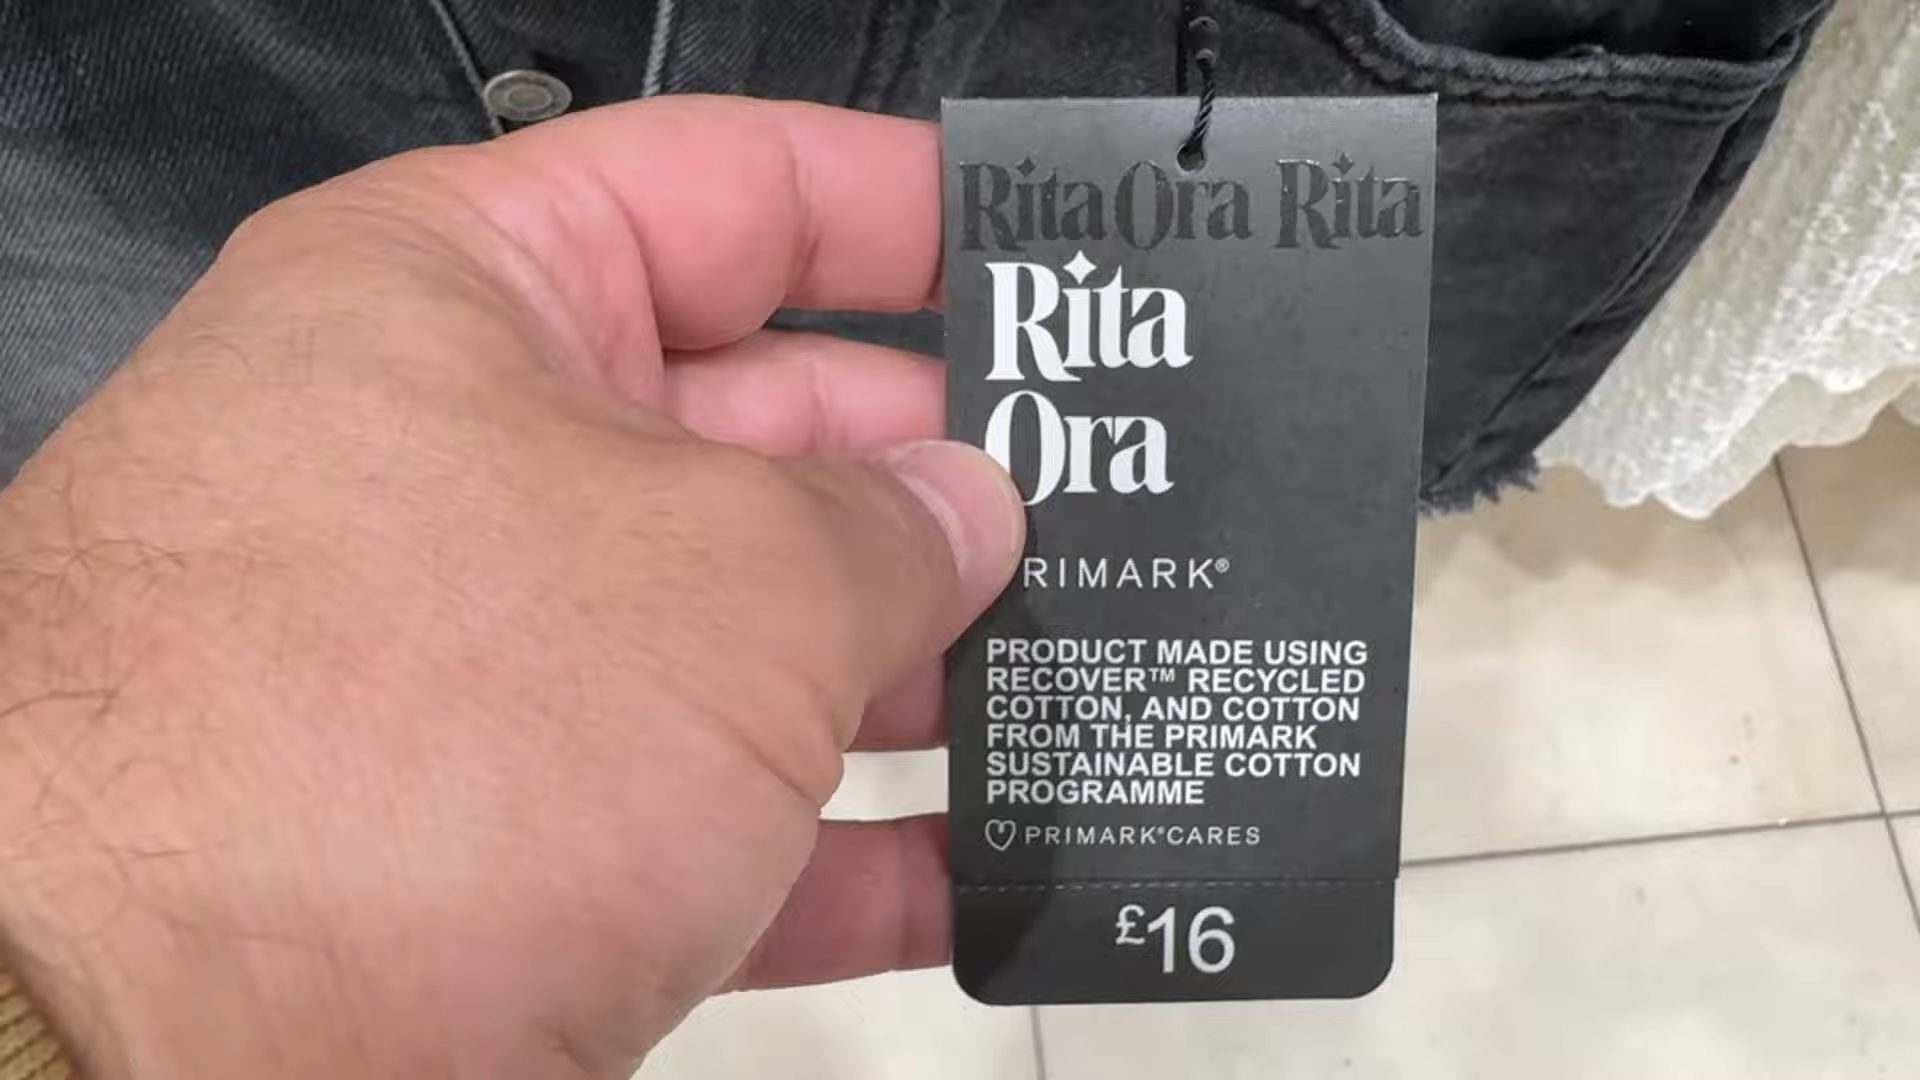 Rita Ora Rita
Rita
Ora
RIMARK®
PRODUCT MADE USING
RECOVER™ RECYCLED
COTTON, AND COTTON
FROM THE PRIMARK
SUSTAINABLE COTTON
PROGRAMME
PRIMARK®CARES
£16